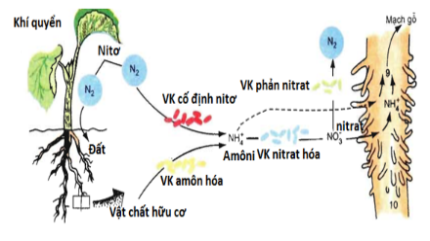 Khí quyển
Nitơ
N₂
N₂
Đất
Vật chất hữu cơ
VK cố định nitơ
VK amôn hóa
NH₄⁺
Amôni
VK nitrat hóa
VK phản nitrat
N₂
NO₃⁻
nitrat
Mạch gỗ
9
NH₄⁺
9
10